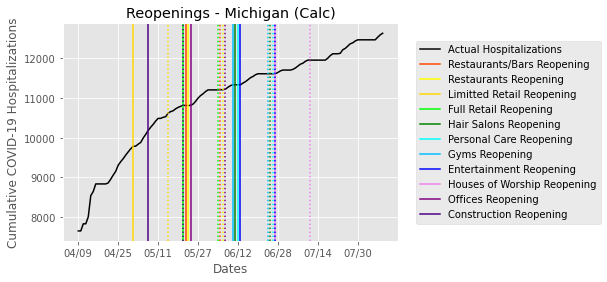 Reopenings - Michigan (Calc)
Cumulative COVID-19 Hospitalizations
12000
11000
10000
9000
8000
04/09 04/25 05/11 05/27 06/12 06/28 07/14 07/30
Dates
Actual Hospitalizations
Restaurants/Bars Reopening
Restaurants Reopening
Limitted Retail Reopening
Full Retail Reopening
Hair Salons Reopening
Personal Care Reopening
Gyms Reopening
Entertainment Reopening
Houses of Worship Reopening
Offices Reopening
Construction Reopening